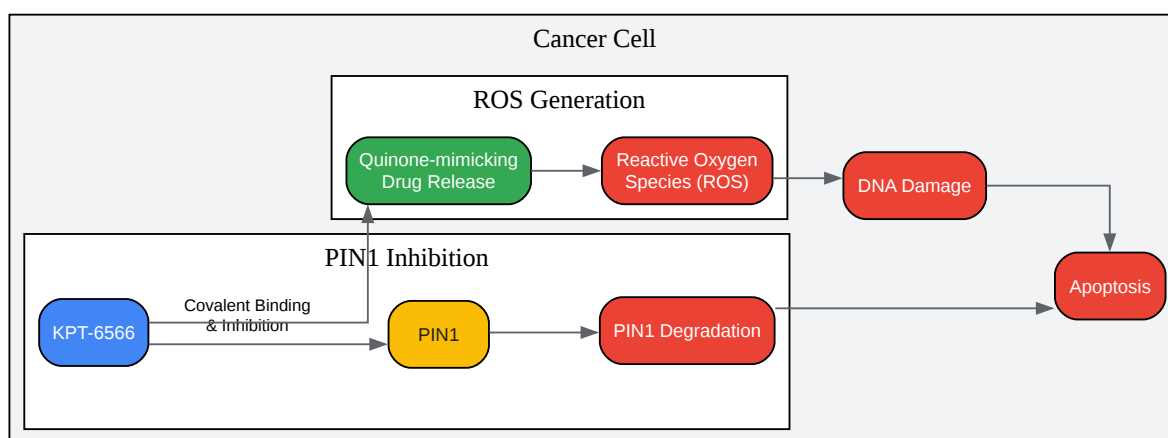 Cancer Cell
ROS Generation
Quinone-mimicking
Drug Release
Reactive Oxygen
Species (ROS)
DNA Damage
PIN1 Inhibition
Covalent Binding
& Inhibition
KPT-6566
PIN1
PIN1 Degradation
Apoptosis